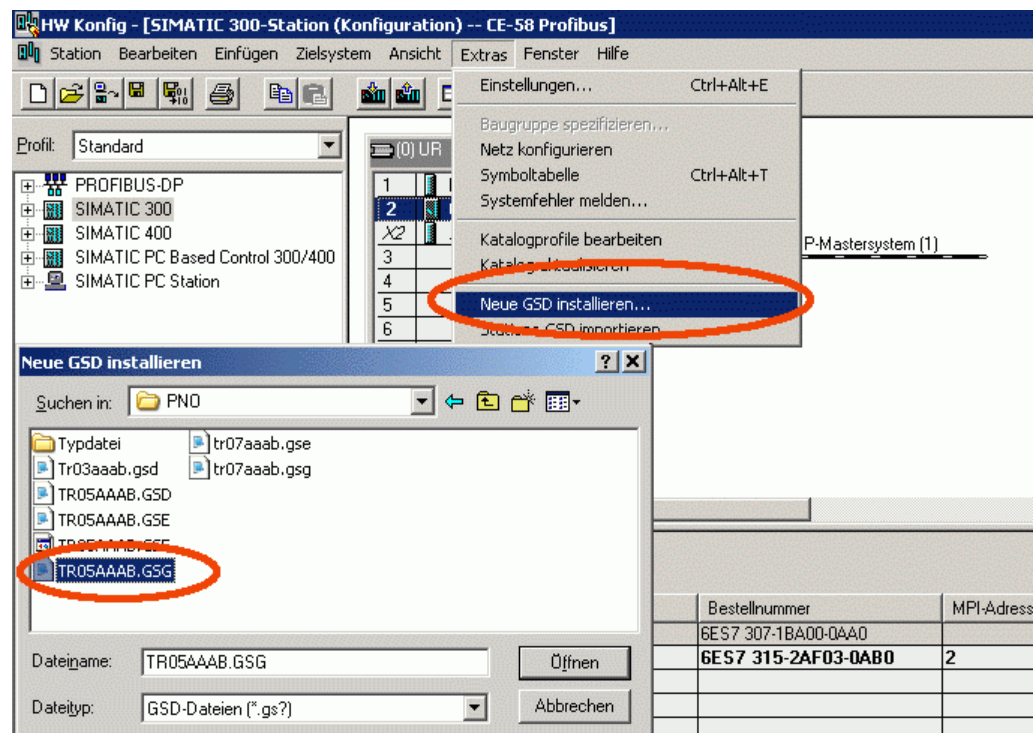 HW Konfig - [SIMATIC 300-Station (Konfiguration) -- CE-58 Profibus]
Station Bearbeiten Einfügen Zielsystem Ansicht Extras Fenster Hilfe
Profil: Standard
PROFIBUS-DP
SIMATIC 300
SIMATIC 400
SIMATIC PC Based Control 300/400
SIMATIC PC Station
(0) UR
1
2
X2
3
4
5
6
Einstellungen... Ctrl+Alt+E
Baugruppe spezifizieren...
Netz konfigurieren
Symboltabelle Ctrl+Alt+T
Systemfehler melden...
Katalogprofile bearbeiten
Katalog aktualisieren
Neue GSD installieren...
Stations-GSD importieren
P-Mastersystem (1)
Neue GSD installieren
Suchen in: PNO
Typdatei
Tr03aaab.gsd
TR05AAAB.GSD
TR05AAAB.GSE
TR05AAAB.GSG
tr07aaab.gse
tr07aaab.gsg
Dateiname: TR05AAAB.GSG Öffnen
Dateityp: GSD-Dateien (*.gs?) Abbrechen
Bestellnummer MPI-Adress
6ES7 307-1BA00-0AA0
6ES7 315-2AF03-0AB0 2